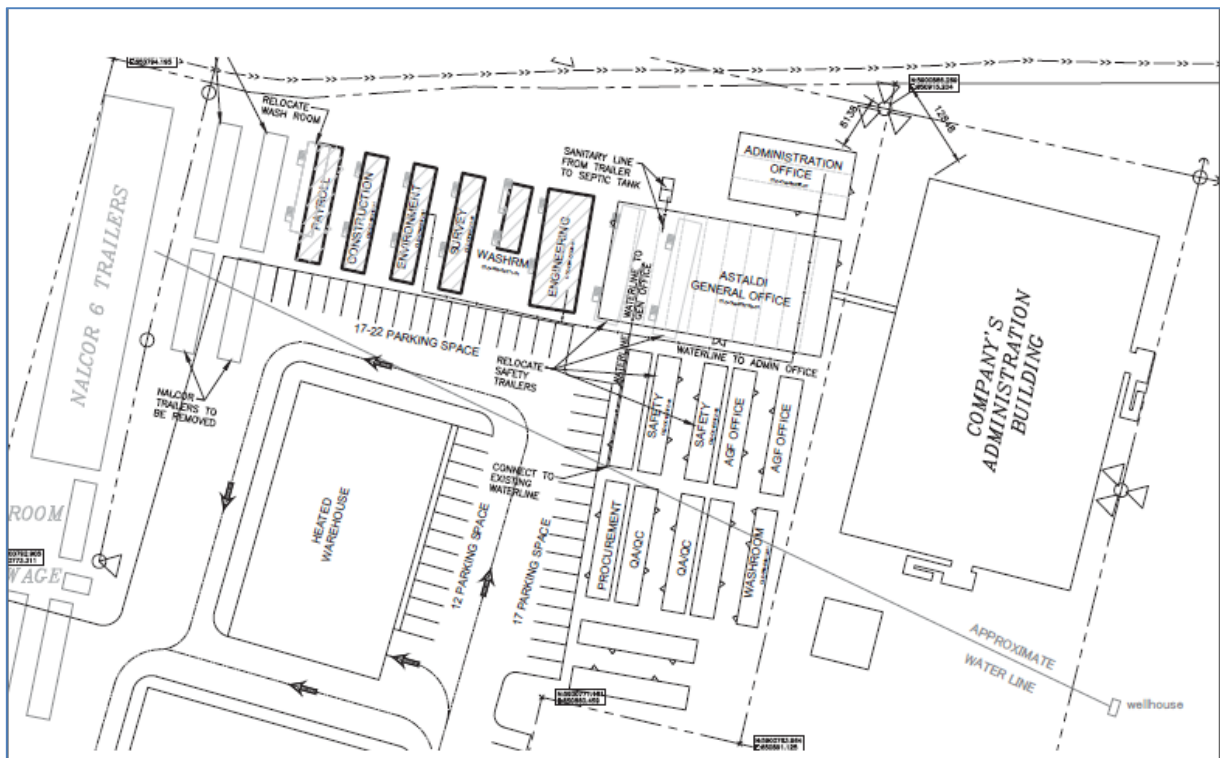 RELOCATE
WASH ROOM
SANITARY LINE
FROM TRAILER
TO SEPTIC TANK
ADMINISTRATION
OFFICE
8138
12848
NALCOR 6 TRAILERS
PAYROLL
CONSTRUCTION
ENVIRONMENT
SURVEY
WASHRM
ENGINEERING
WATERLINE TO
GEN OFFICE
ASTALDI
GENERAL OFFICE
COMPANY'S
ADMINISTRATION
BUILDING
17-22 PARKING SPACE
RELOCATE
SAFETY
TRAILERS
WATERLINE
WATERLINE TO ADMIN OFFICE
NALCOR TO
TRAILERS TO
BE REMOVED
SAFETY
SAFETY
AGF OFFICE
AGF OFFICE
CONNECT TO
EXISTING
WATERLINE
HEATED
WAREHOUSE
12 PARKING SPACE
17 PARKING SPACE
PROCUREMENT
QA/QC
QA/QC
WASHROOM
ROOM
WAGE
APPROXIMATE
WATER LINE
wellhouse